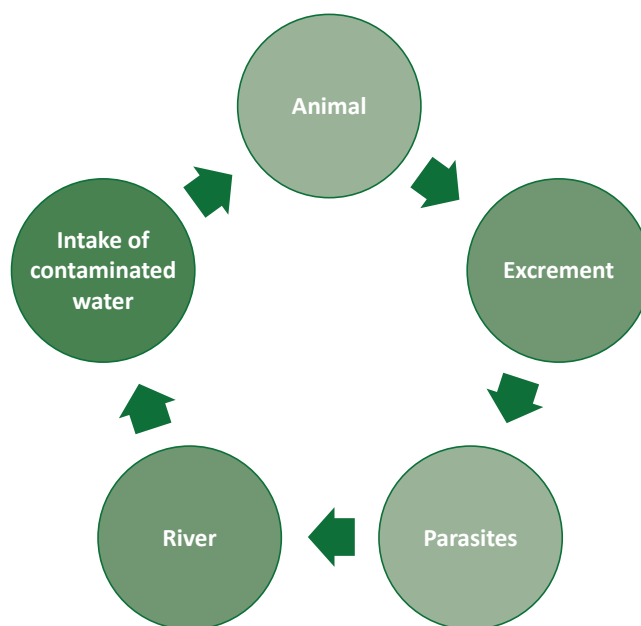 Animal
Excrement
Parasites
River
Intake of
contaminated
water